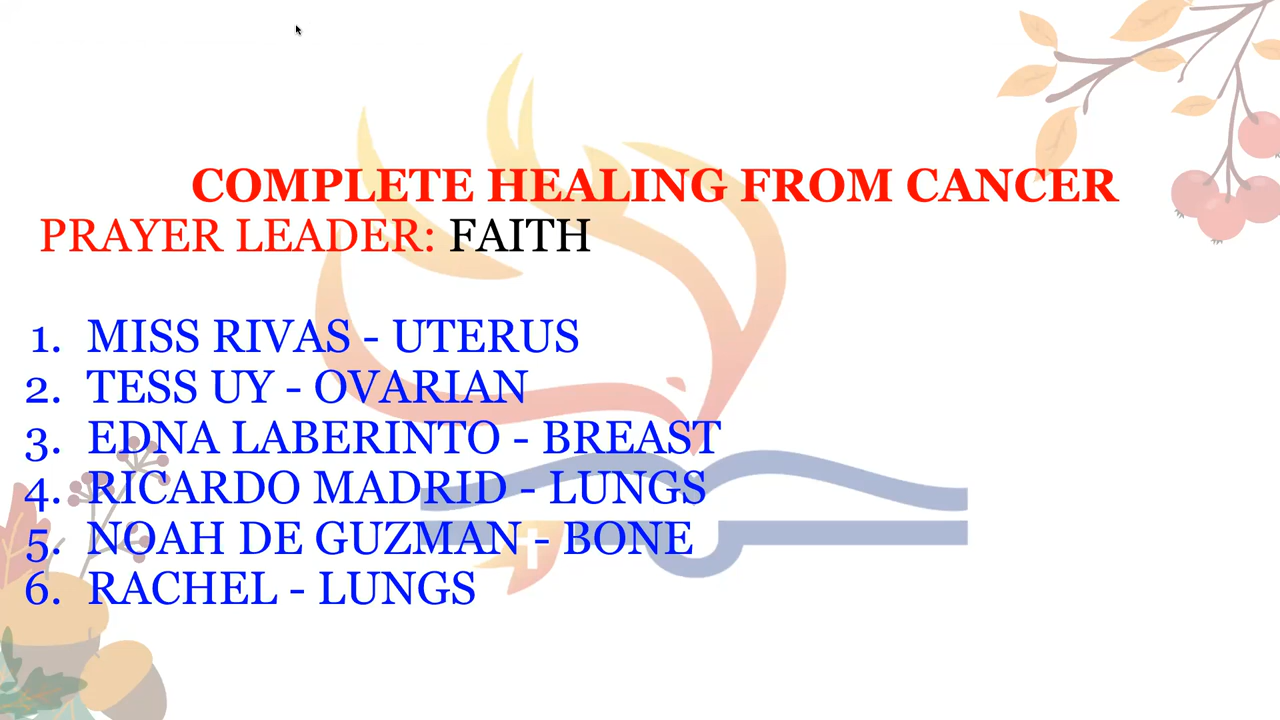 COMPLETE HEALING FROM CANCER
PRAYER LEADER: FAITH
1. MISS RIVAS - UTERUS
2. TESS UY - OVARIAN
3. EDNA LABERINTO - BREAST
4. RICARDO MADRID - LUNGS
5. NOAH DE GUZMAN - BONE
6. RACHEL - LUNGS